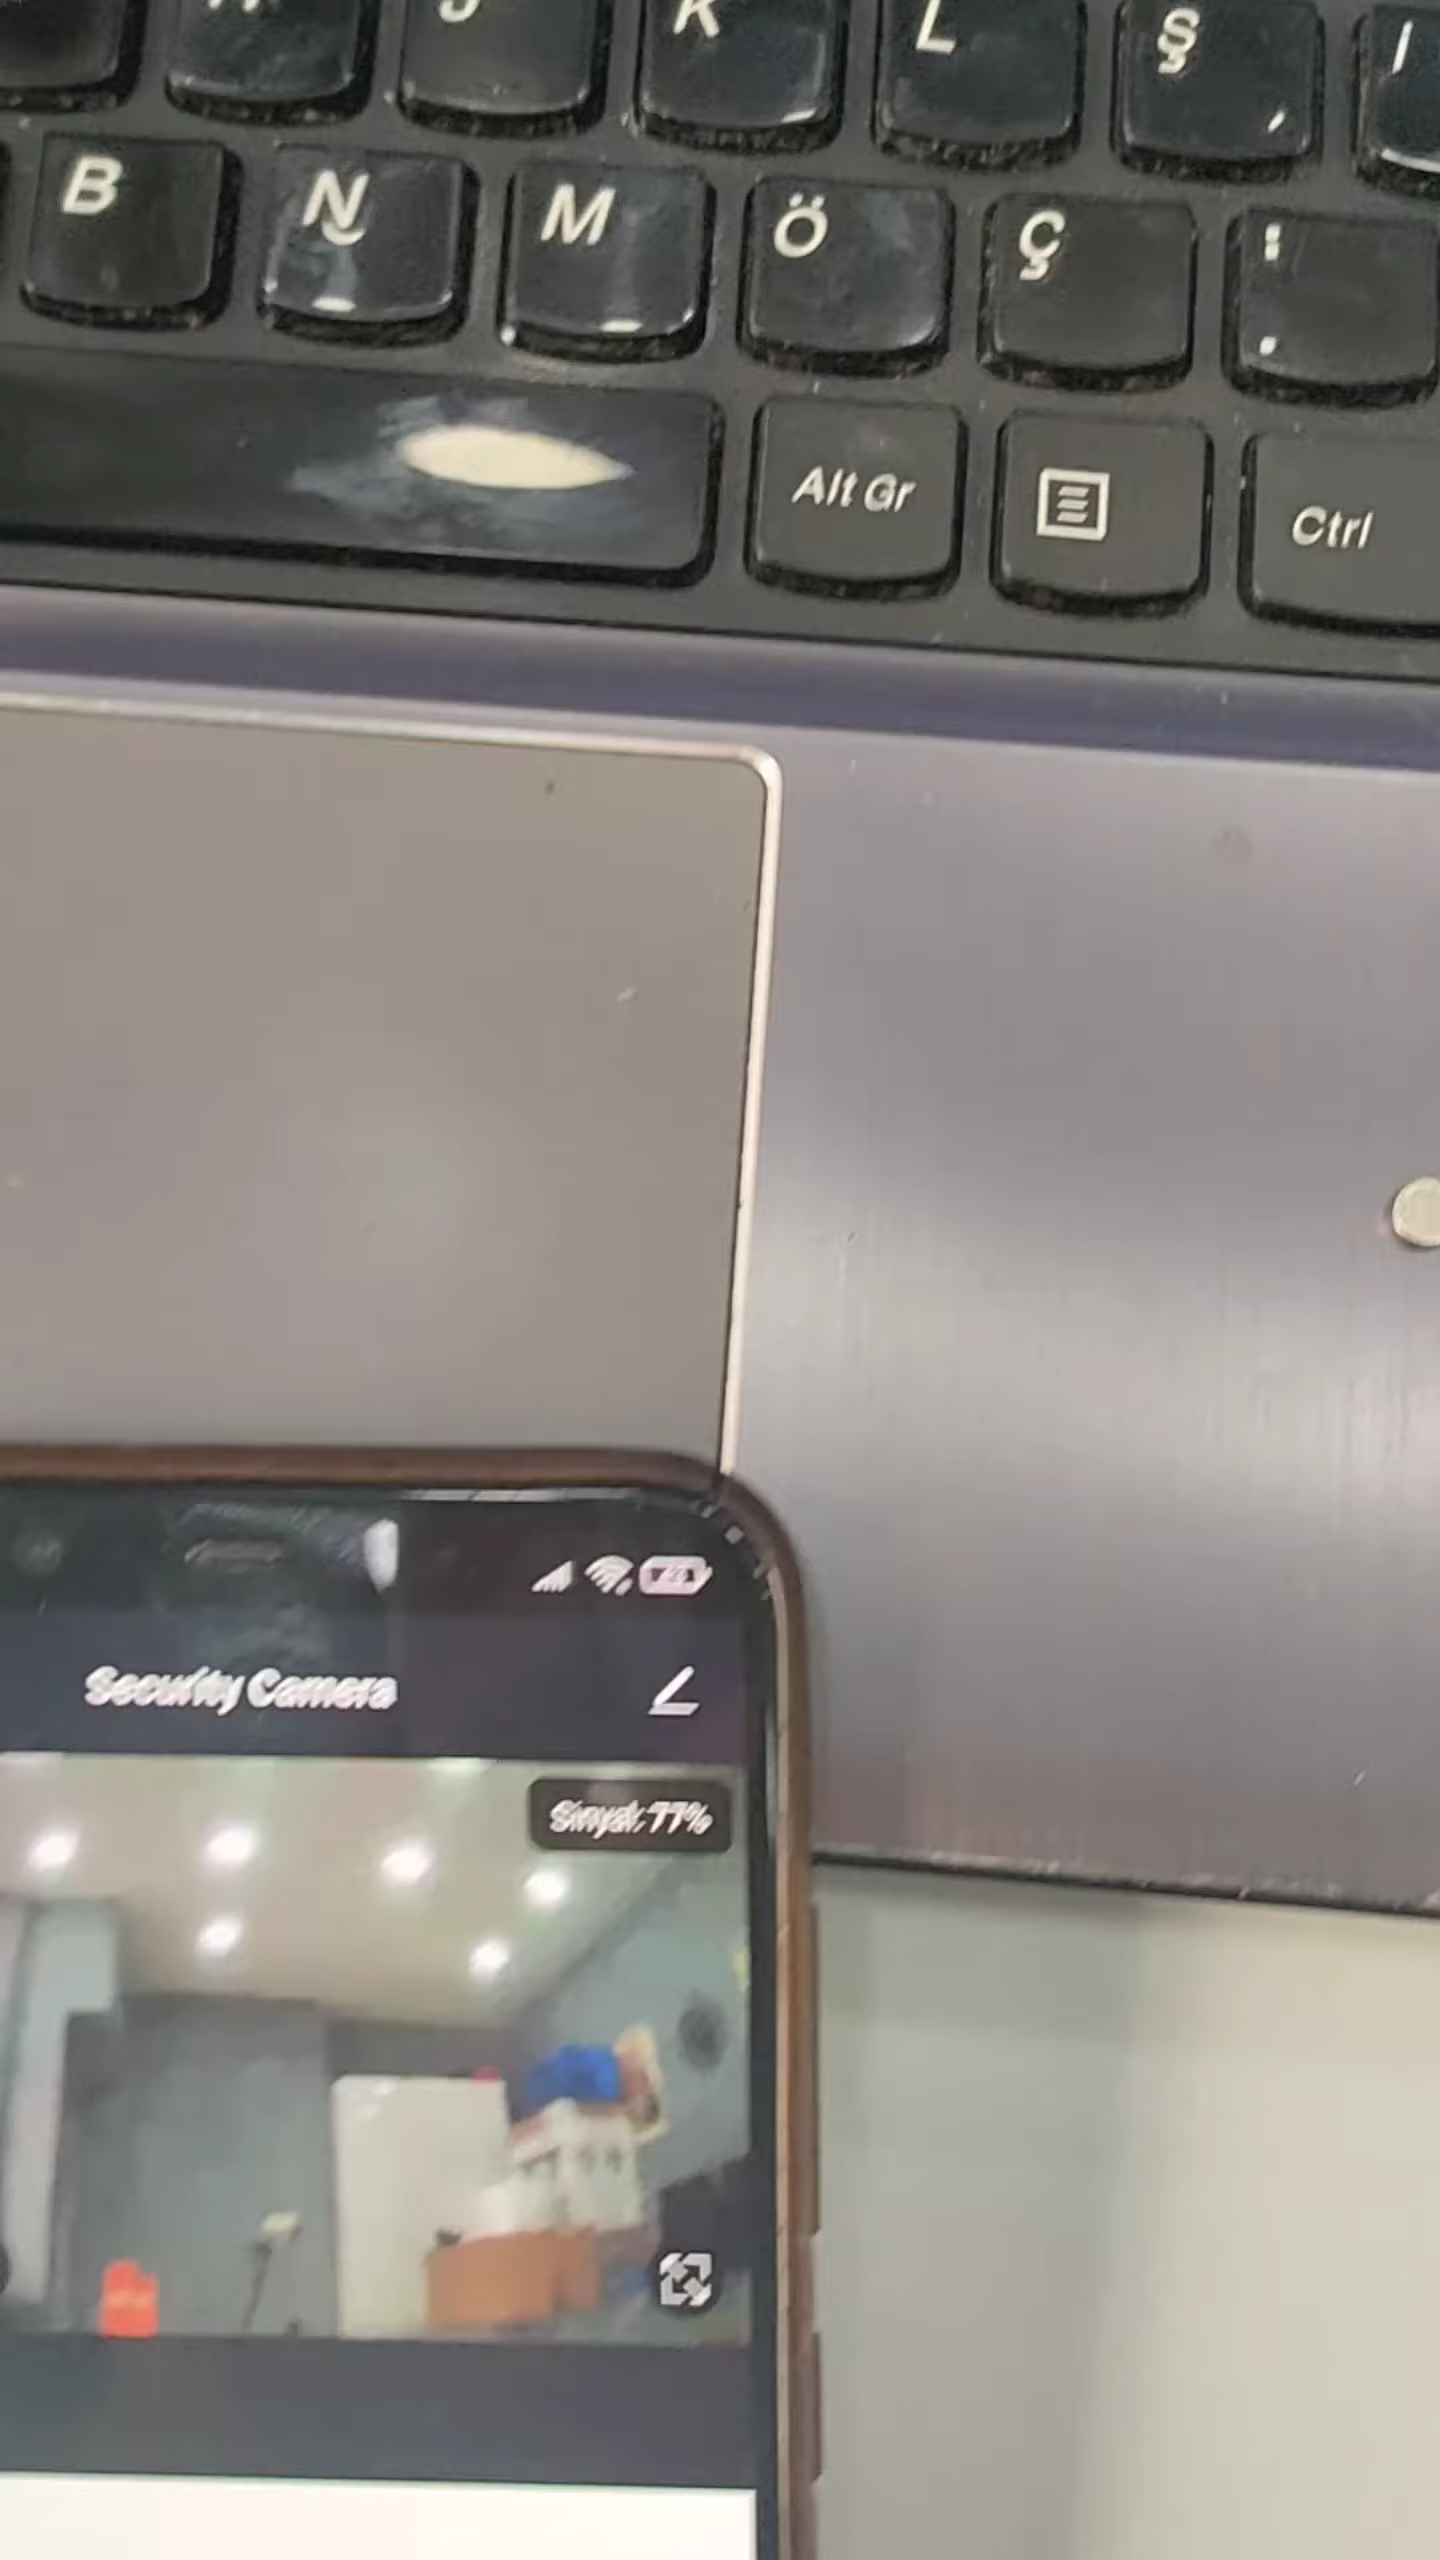 J K L Ş I
B N M Ö Ç :
.
Alt Gr Ctrl
Security Camera
Sinyal: 77%